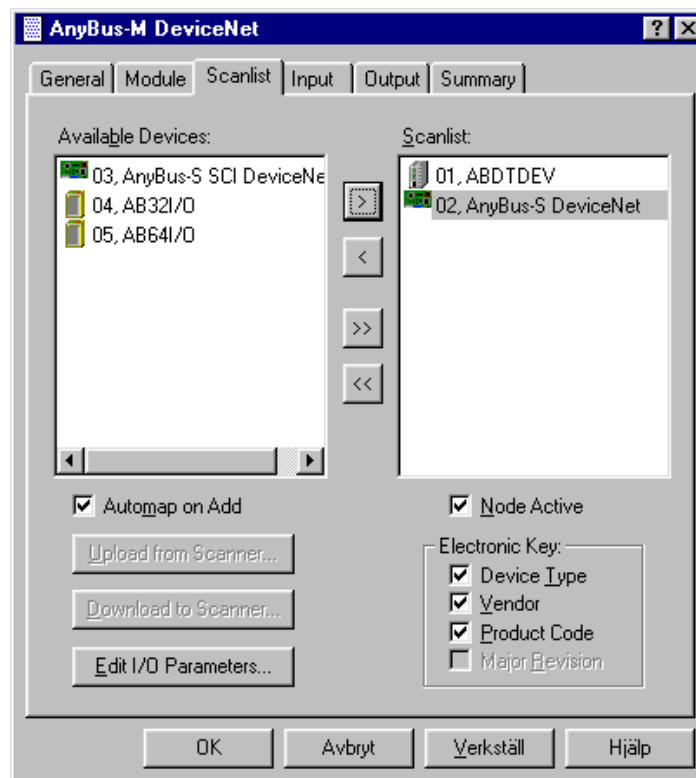 AnyBus-M DeviceNet
General Module Scanlist Input Output Summary
Available Devices:
03, AnyBus-S SCI DeviceNe
04, AB32I/O
05, AB64I/O
>
<
>>
<<
Scanlist:
01, ABDTDEV
02, AnyBus-S DeviceNet
Automap on Add
Upload from Scanner...
Download to Scanner...
Edit I/O Parameters...
Node Active
Electronic Key:
Device Type
Vendor
Product Code
Major Revision
OK Avbryt Verkställ Hjälp